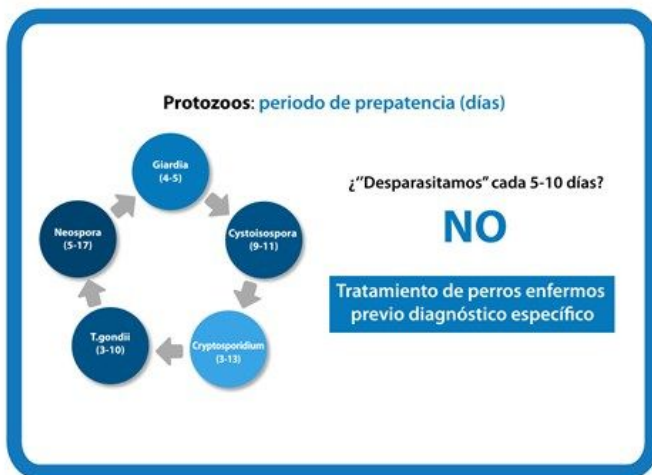 Protozoos: periodo de prepatencia (días)
Giardia
(4-5)
Cystoisospora
(9-11)
Cryptosporidium
(3-13)
T.gondii
(3-10)
Neospora
(5-17)
¿"Desparasitamos" cada 5-10 días?
NO
Tratamiento de perros enfermos
previo diagnóstico específico